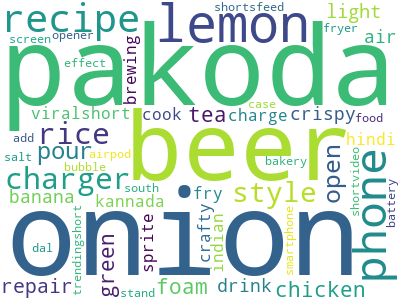 shortsfeed
light
recipe
lemon
opener
screen
fryer
air
effect
pakoda
brewing
viralshort
cook
tea
charge
case
crispy
food
add
rice
beer
hindi
salt
airpod
pour
bubble
bakery
open
phone
shortvideo
charger
south
fry
style
banana
kannada
onion
trendingshort
green
sprite
crafty
indian
smartphone
battery
dal
repair
stand
foam
drink
chicken